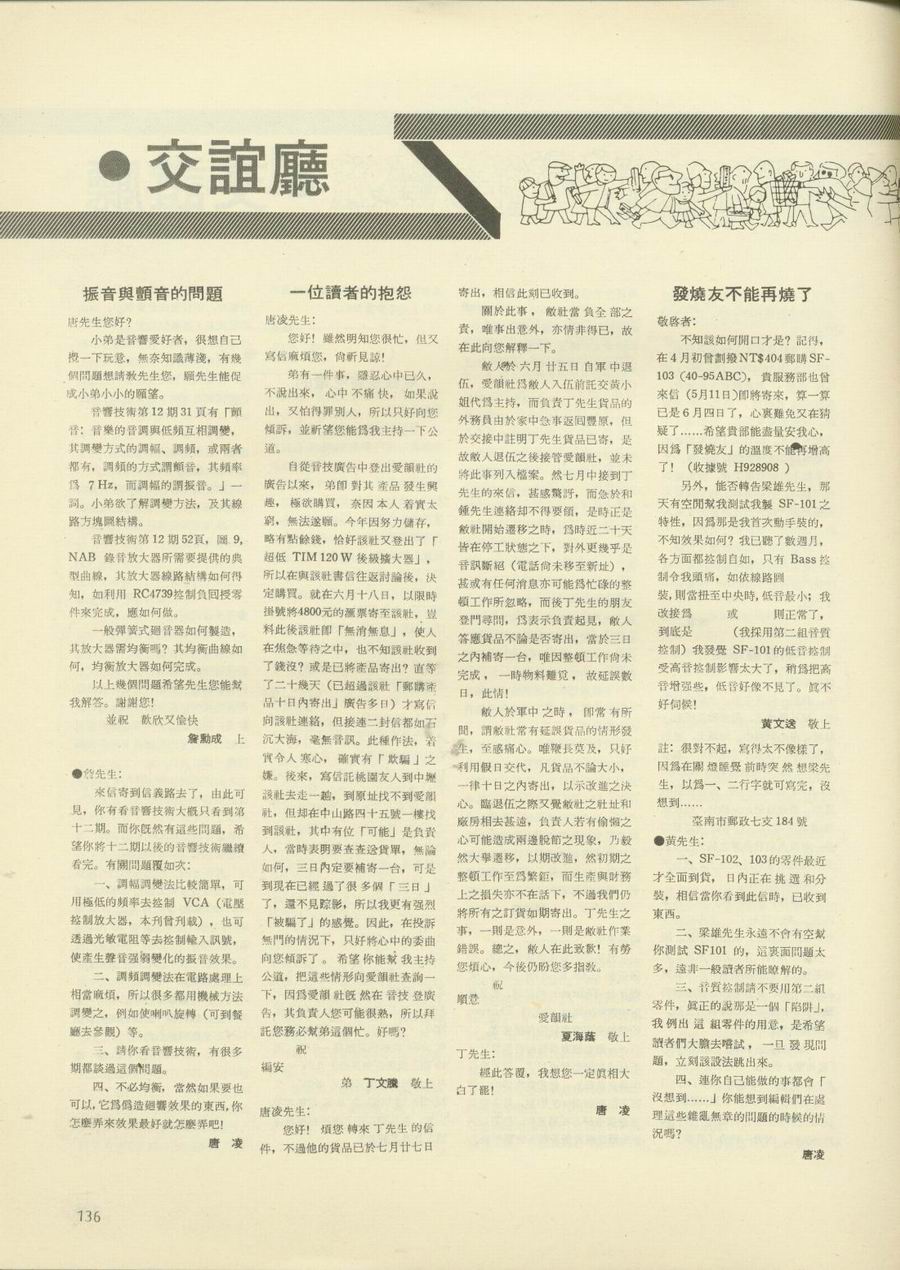 交誼廳
振音與顫音的問題
唐先生您好?
小弟是音響愛好者，很想自己
攪一下玩意，無奈知識薄淺，有幾
個問題想請教先生您，願先生能促
成小弟小小的願望。
音響技術第12期31頁有「顫
音：音樂的音調與低頻互相調變，
其調變方式的調幅、調頻，或兩者
都有，調頻的方式謂顫音，其頻率
爲 7Hz，而調幅的謂振音。」一
詞。小弟欲了解調變方法，及其線
路方塊圖結構。
音響技術第12期52頁，圖9,
NAB 錄音放大器所需要提供的典
型曲線，其放大器線路結構如何得
知，如利用 RC4739控制負回授零
件來完成，應如何做。
一般彈簧式廻音器如何製造，
其放大器需均衡嗎？其均衡曲線如
何，均衡放大器如何完成。
以上幾個問題希望先生您能幫
我解答。謝謝您!
並祝 歡欣又愉快
詹勳成 上
●詹先生：
來信寄到信義路去了，由此可
見，你有看音響技術大概只看到第
十二期。而你旣然有這些問題，希
望你將十二期以後的音響技術繼續
看完。有關問題覆如次：
一、調幅調變法比較簡單，可
用極低的頻率去控制 VCA（電壓
控制放大器，本刊曾刊載），也可
透過光敏電阻等去控制輸入訊號，
使產生聲音强弱變化的振音效果。
二、調頻調變法在電路處理上
相當麻煩，所以很多都用機械方法
調變之，例如使喇叭旋轉（可到餐
廳去參觀）等。
三、請你看音響技術，有很多
期都談過這個問題。
四、不必均衡，當然如果要也
可以，它爲僞造廻響效果的東西，你
怎麼弄來效果最好就怎麼弄吧!
唐 凌
一位讀者的抱怨
唐凌先生：
您好! 雖然明知您很忙，但又
寫信麻煩您，尙祈見諒!
弟有一件事，隱忍心中已久，
不說出來，心中不痛快，如果說
出，又怕得罪別人，所以只好向您
傾訴，並祈望您能爲我主持一下公
道。
自從音技廣告中登出愛韻社的
廣告以來，弟卽對其產品發生興
趣，極欲購買，奈因本人着實太
窮，無法遂願。今年因努力儲存，
略有點餘錢，恰好該社又登出了「
超低 TIM 120 W 後級擴大器」，
所以在與該社書信往返討論後，決
定購買。就在六月十八日，以限時
掛號將4800元的滙票寄至該社，豈
料此後該社卽「無消無息」，使人
在焦急等待之中，也不知該社收到
了錢沒？或是已將產品寄出？直等
了二十幾天（已超過該社「郵購產
品十日內寄出」廣告多日）才寫信
向該社連絡，但接連二封信都如石
沉大海，毫無音訊。此種作法，着
實令人寒心，確實有「欺騙」之
嫌。後來，寫信託桃園友人到中壢
該社去走一趟，到原址找不到愛韻
社，但却在中山路四十五號一樓找
到該社，其中有位「可能」是負責
人，當時表明要查查送貨單，無論
如何，三日內定要補寄一台，可是
到現在已經過了很多個「三日」
了，還不見踪影，所以我更有强烈
「被騙了」的感覺。因此，在投訴
無門的情況下，只好將心中的委曲
向您傾訴了。希望你能幫我主持
公道，把這些情形向愛韻社查詢一
下，因爲愛韻社旣然在音技登廣
告，其負責人您可能很熟，所以拜
託您務必幫弟這個忙。好嗎？
祝
編安
弟 丁文騰 敬上
唐凌先生：
您好! 煩您轉來丁先生的信
件，不過他的貨品已於七月廿七日
寄出，相信此刻已收到。
關於此事，敝社當負全部之
責，唯事出意外，亦情非得已，故
在此向您解釋一下。
敝人於六月廿五日自軍中退
伍，愛韻社爲敝人入伍前託交黃小
姐代爲主持，而負責丁先生貨品的
外務員由於家中急事返回豐原，但
於交接中註明丁先生貨品已寄，是
故敝人退伍之後接管愛韻社，並未
將此事列入檔案。然七月中接到丁
先生的來信，甚感驚訝，而急於和
鍾先生連絡却不得要領，是時正是
敝社開始遷移之時，爲時近二十天
皆在停工狀態之下，對外更幾乎是
音訊斷絕（電話尙未移至新址），
甚或有任何消息亦可能爲忙碌的整
頓工作所忽略，而後丁先生的朋友
登門尋問，爲表示負責起見，敝人
答應貨品不論是否寄出，當於三日
之內補寄一台，唯因整頓工作尙未
完成，一時物料難覓，故延誤數
日，此情!
敝人於軍中之時，卽常有所
聞，謂敝社常有延誤貨品的情形發
生，至感痛心。唯鞭長莫及，只好
利用假日交代，凡貨品不論大小，
一律十日之內寄出，以示改進之決
心。臨退伍之際又覺敝社之社址和
廠房相去甚遠，負責人若有偷懶之
心可能造成兩邊脫節之現象，乃毅
然大舉遷移，以期改進，然初期之
整頓工作至爲繁鉅，而生產與財務
上之損失亦不在話下，不過我們仍
將所有之訂貨如期寄出。丁先生之
事，一則是意外，一則是敝社作業
錯誤。總之，敝人在此致歉! 有勞
您煩心，今後仍盼您多指敎。
祝
順意
愛韻社
夏海蔭 敬上
丁先生：
經此答覆，我想您一定眞相大
白了罷!
唐 凌
發燒友不能再燒了
敬啓者：
不知該如何開口才是？記得，
在4月初曾劃撥NT$404郵購SF-
103 (40-95ABC)，貴服務部也曾
來信 (5月11日)卽將寄來，算一算
已是6月四日了，心裏難免又在猜
疑了……希望貴部能盡量安我心，
因爲「發燒友」的溫度不能再增高
了! （收據號 H928908 ）
另外，能否轉告梁雄先生，那
天有空閒幫我測試我製 SF-101之
特性，因爲那是我首次動手裝的，
不知效果如何？我已聽了數週月，
各方面都控制自如，只有 Bass 控
制令我頭痛，如依線路圖
裝，則當扭至中央時，低音最小；我
改接爲 或 則正常了，
到底是 （我採用第二組音質
控制）我發覺 SF-101的低音控制
受高音控制影響太大了，稍爲把高
音增强些，低音好像不見了。眞不
好伺候!
黃文送 敬上
註：很對不起，寫得太不像樣了，
因爲在關燈睡覺前時突然想梁先
生，以爲一、二行字就可寫完，沒
想到……
臺南市郵政七支184號
●黃先生：
一、SF-102、103的零件最近
才全面到貨，日內正在挑選和分
裝，相信當你看到此信時，已收到
東西。
二、梁雄先生永遠不會有空幫
你測試 SF101 的，這裏面問題太
多，遠非一般讀者所能瞭解的。
三、音質控制請不要用第二組
零件，眞正的說那是一個「陷阱」，
我例出這組零件的用意，是希望
讀者們大膽去嚐試，一旦發現問
題，立刻該設法跳出來。
四、連你自己能做的事都會「
沒想到……」你能想到編輯們在處
理這些雜亂無章的問題的時候的情
況嗎？
唐凌
136